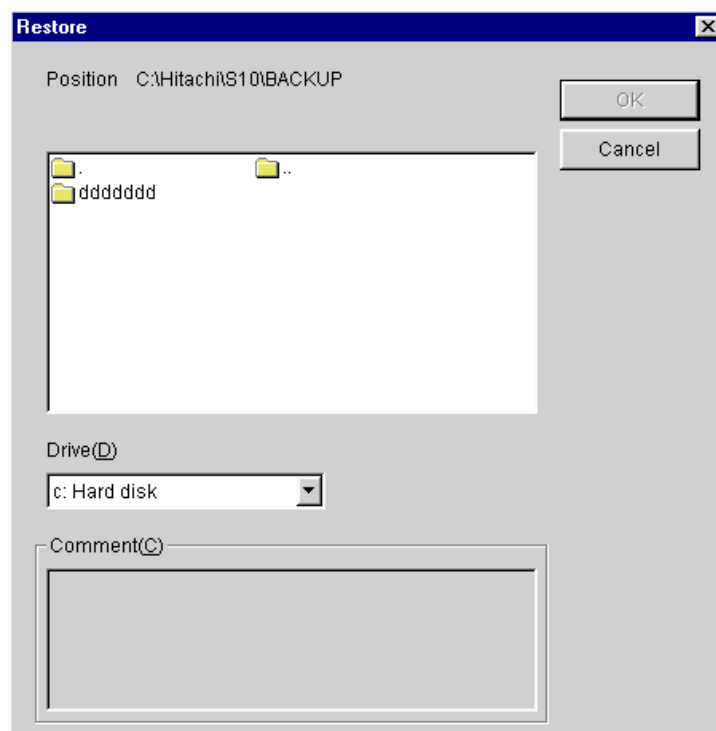 Restore
Position C:\Hitachi\S10\BACKUP
OK
Cancel
. ..
ddddddd
Drive(D)
c: Hard disk
Comment(C)